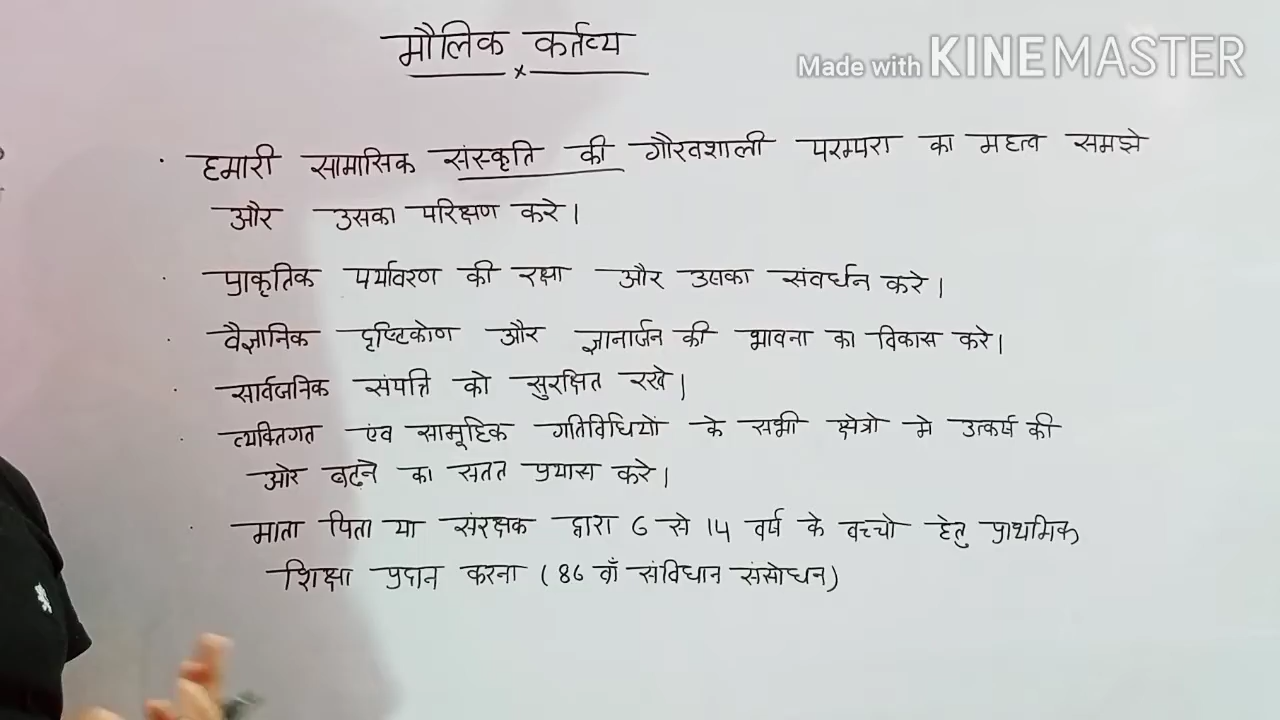 मौलिक कर्तव्य
Made with KINEMASTER
हमारी सामासिक संस्कृति की गौरवशाली परम्परा का महत्व समझे
और उसका परिक्षण करे।
प्राकृतिक पर्यावरण की रक्षा और उसका संवर्धन करे।
वैज्ञानिक दृष्टिकोण और ज्ञानार्जन की भावना का विकास करे।
सार्वजनिक संपत्ति को सुरक्षित रखे।
व्यक्तिगत एंव सामूहिक गतिविधियों के सभी क्षेत्रो मे उत्कर्ष की
ओर बढ़ने का सतत प्रयास करे।
माता पिता या संरक्षक द्वारा 6 से 14 वर्ष के बच्चो हेतु प्राथमिक
शिक्षा प्रदान करना (86 वाँ संविधान संसोधन)